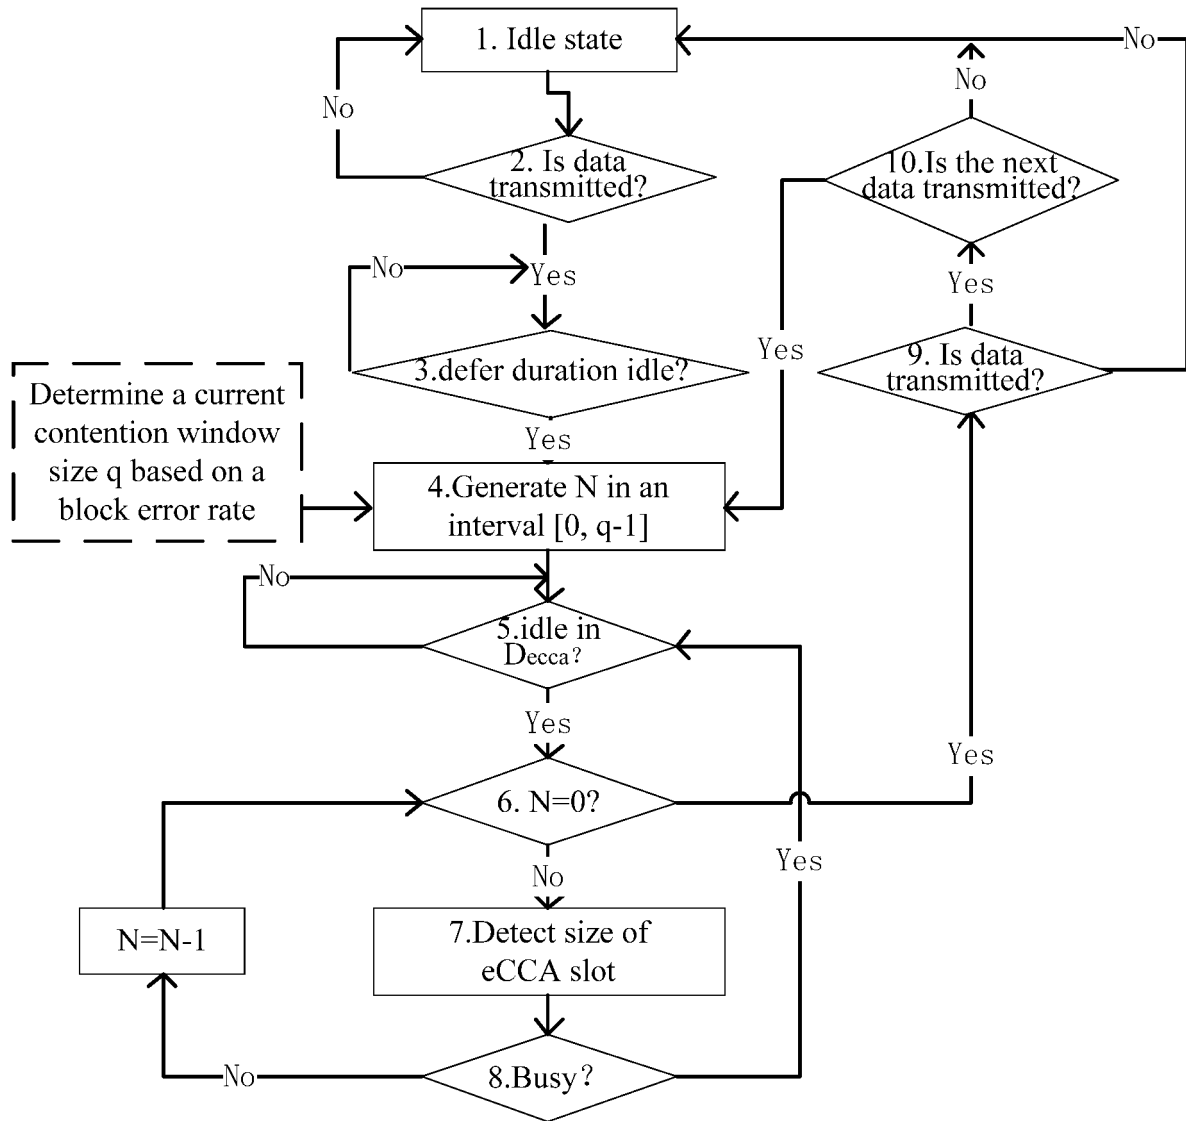 1. Idle state
No
No
2. Is data
transmitted?
No
10.Is the next
data transmitted?
No
Yes
Yes
Yes
3.defer duration idle?
9. Is data
transmitted?
Determine a current
contention window
size q based on a
block error rate
Yes
4.Generate N in an
interval [0, q-1]
No
5.idle in
Decca?
Yes
Yes
6. N=0?
Yes
No
N=N-1
7.Detect size of
eCCA slot
No
8.Busy?